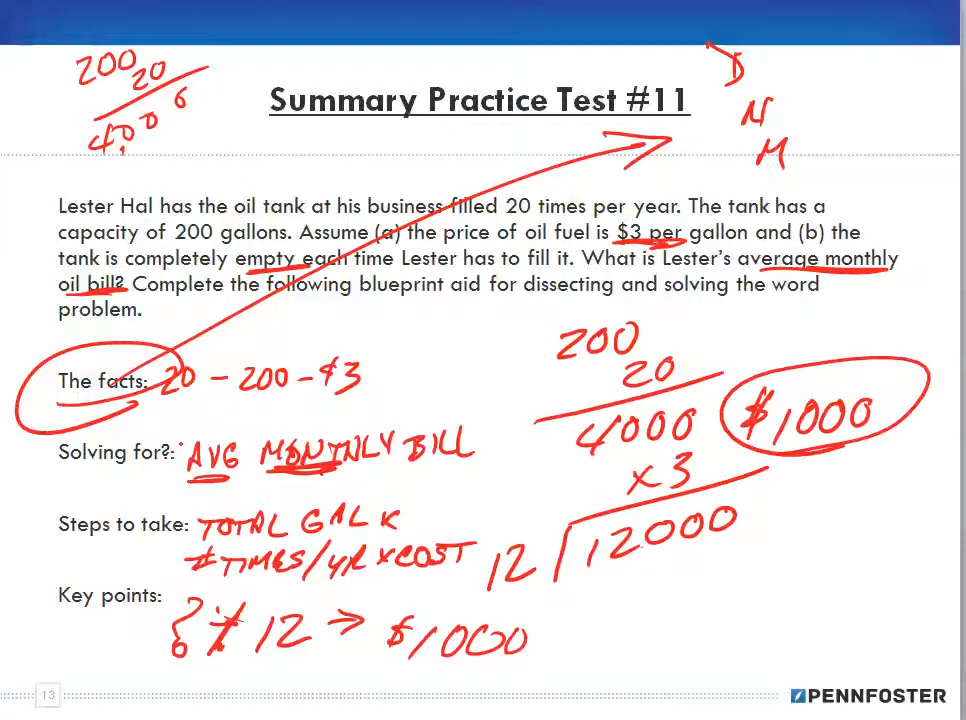 200
20
4000
D
N
M
Summary Practice Test #11
Lester Hal has the oil tank at his business filled 20 times per year. The tank has a
capacity of 200 gallons. Assume (a) the price of oil fuel is $3 per gallon and (b) the
tank is completely empty each time Lester has to fill it. What is Lester's average monthly
oil bill? Complete the following blueprint aid for dissecting and solving the word
problem.
The facts: 20 - 200 - $3
Solving for?: AVG MONTHLY BILL
Steps to take: TOTAL GAL X
# TIMES/YR x COST
Key points:
12 → $1000
200
20
4000
x 3
12 12000
$1000
13
PENNFOSTER